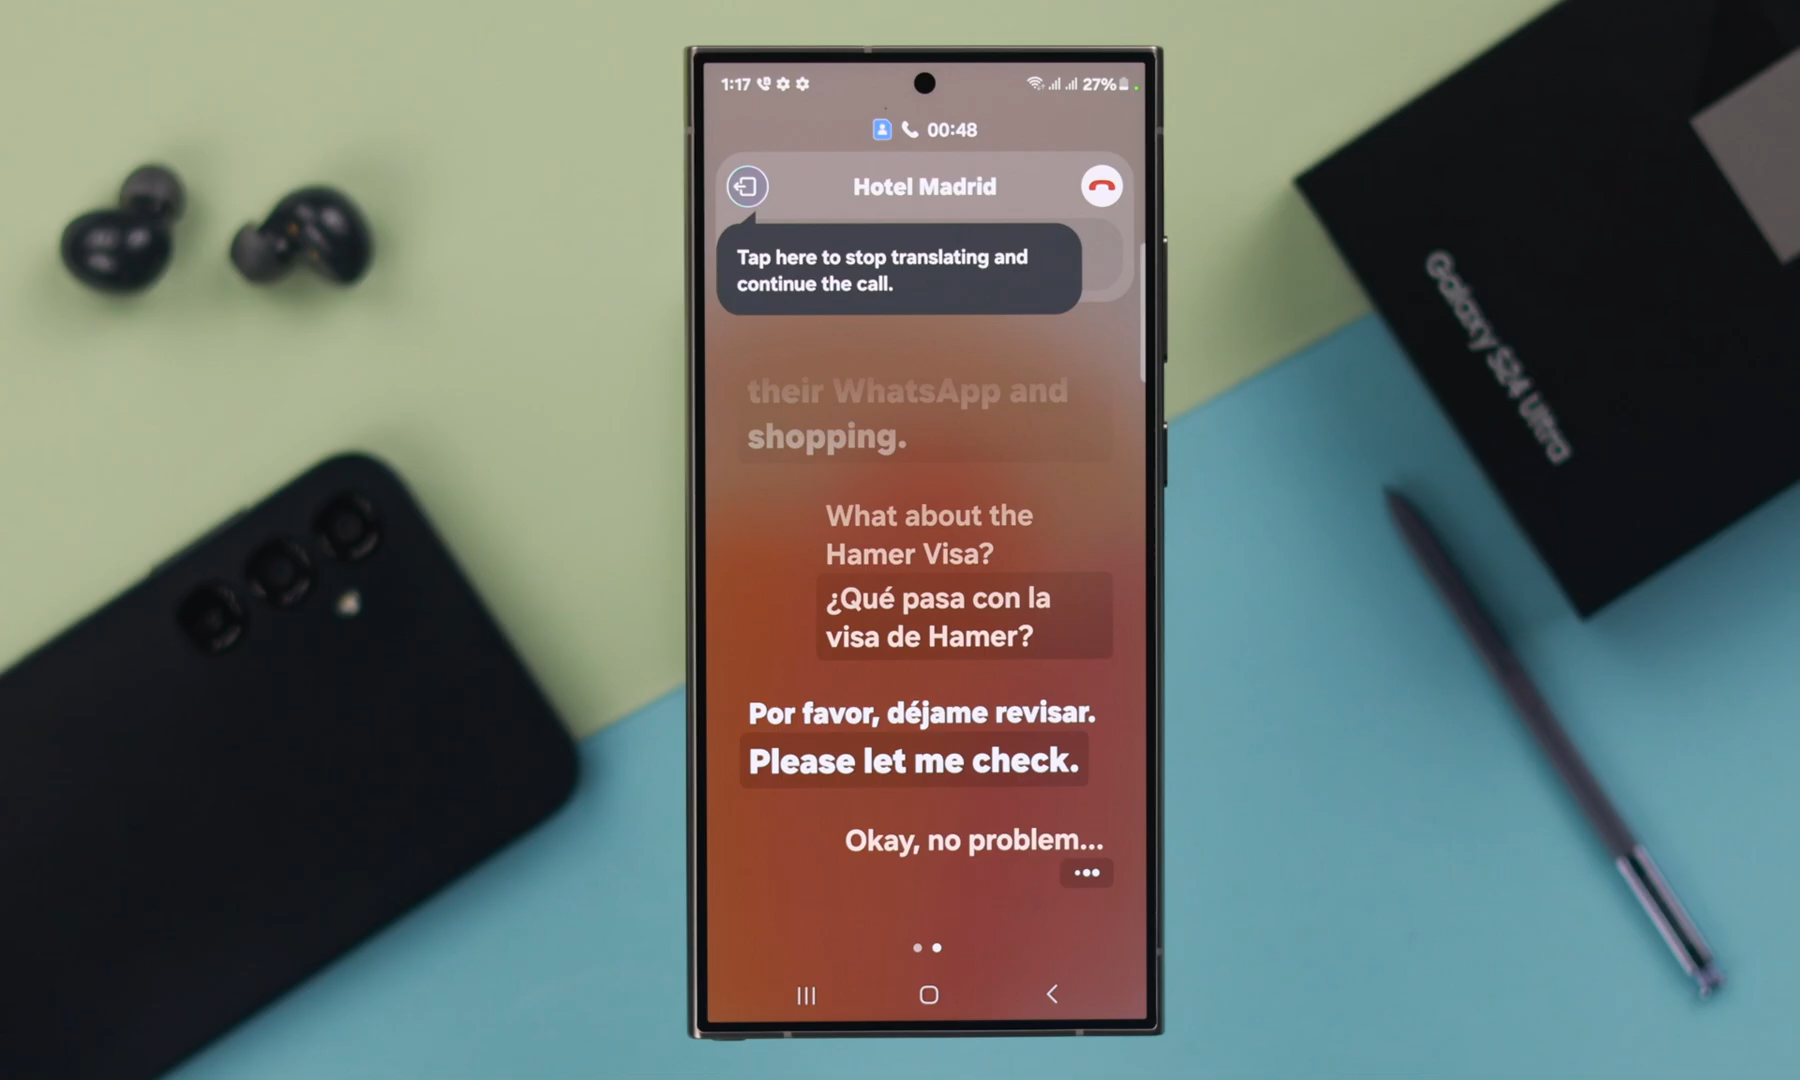 1:17
27%
00:48
Hotel Madrid
Tap here to stop translating and
continue the call.
their WhatsApp and
shopping.
What about the
Hamer Visa?
¿Qué pasa con la
visa de Hamer?
Por favor, déjame revisar.
Please let me check.
Okay, no problem...
Galaxy S24 Ultra